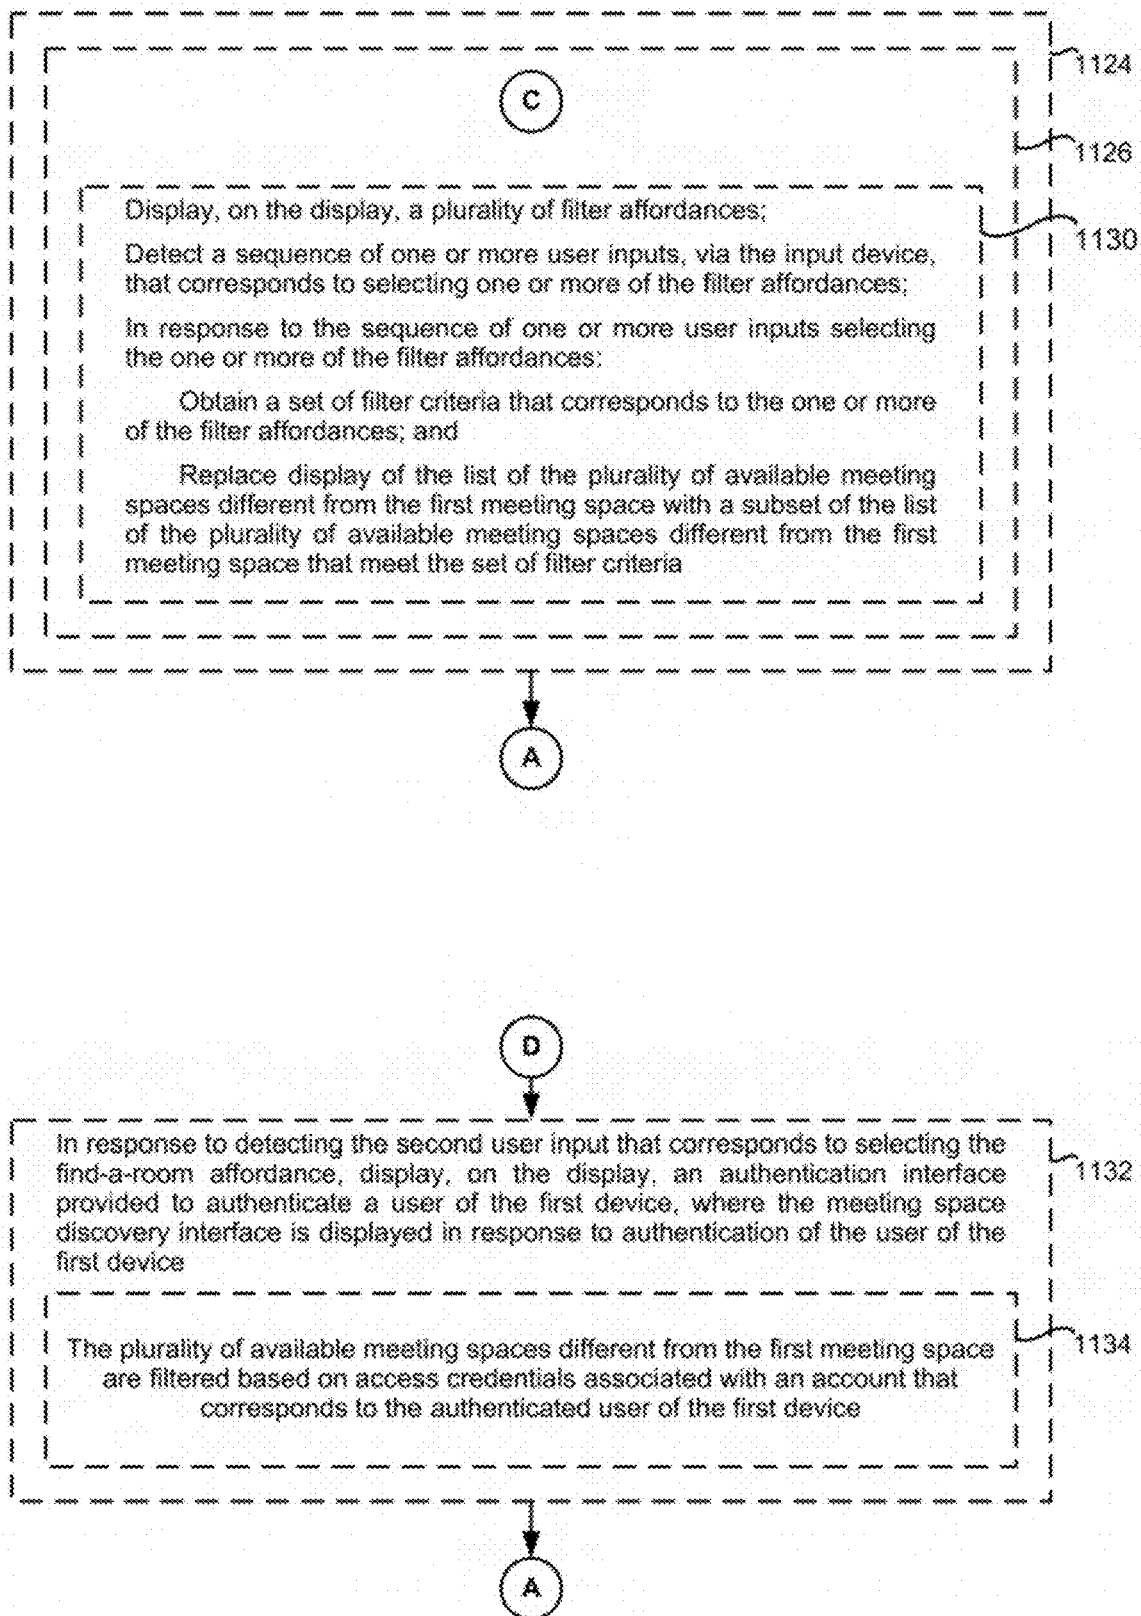 1124
C
1126
Display, on the display, a plurality of filter affordances;
1130
Detect a sequence of one or more user inputs, via the input device,
that corresponds to selecting one or more of the filter affordances;
In response to the sequence of one or more user inputs selecting
the one or more of the filter affordances:
Obtain a set of filter criteria that corresponds to the one or more
of the filter affordances; and
Replace display of the list of the plurality of available meeting
spaces different from the first meeting space with a subset of the list
of the plurality of available meeting spaces different from the first
meeting space that meet the set of filter criteria
A
D
In response to detecting the second user input that corresponds to selecting the
find-a-room affordance, display, on the display, an authentication interface
provided to authenticate a user of the first device, where the meeting space
discovery interface is displayed in response to authentication of the user of the
first device
1132
The plurality of available meeting spaces different from the first meeting space
are filtered based on access credentials associated with an account that
corresponds to the authenticated user of the first device
1134
A